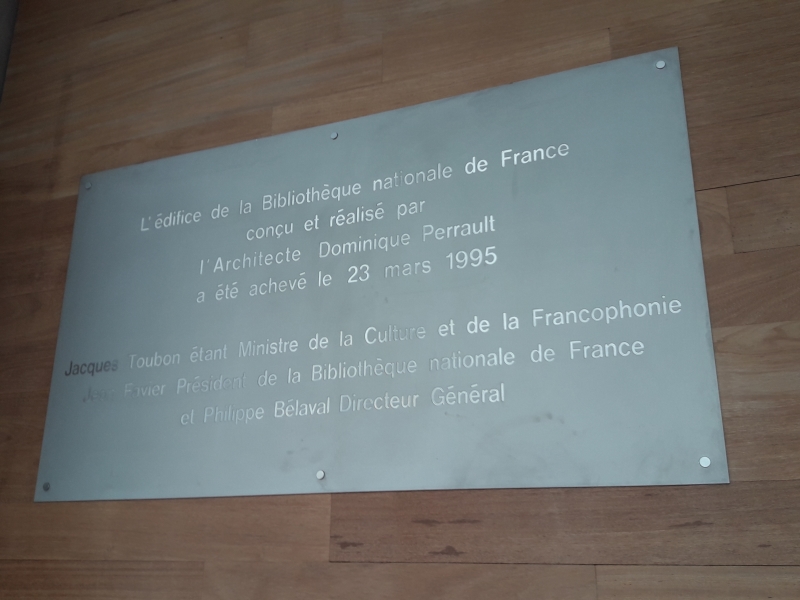 L'édifice de la Bibliothèque nationale de France
conçu et réalisé par
l'Architecte Dominique Perrault
a été achevé le 23 mars 1995
Jacques Toubon étant Ministre de la Culture et de la Francophonie
Jean Favier Président de la Bibliothèque nationale de France
et Philippe Bélaval Directeur Général